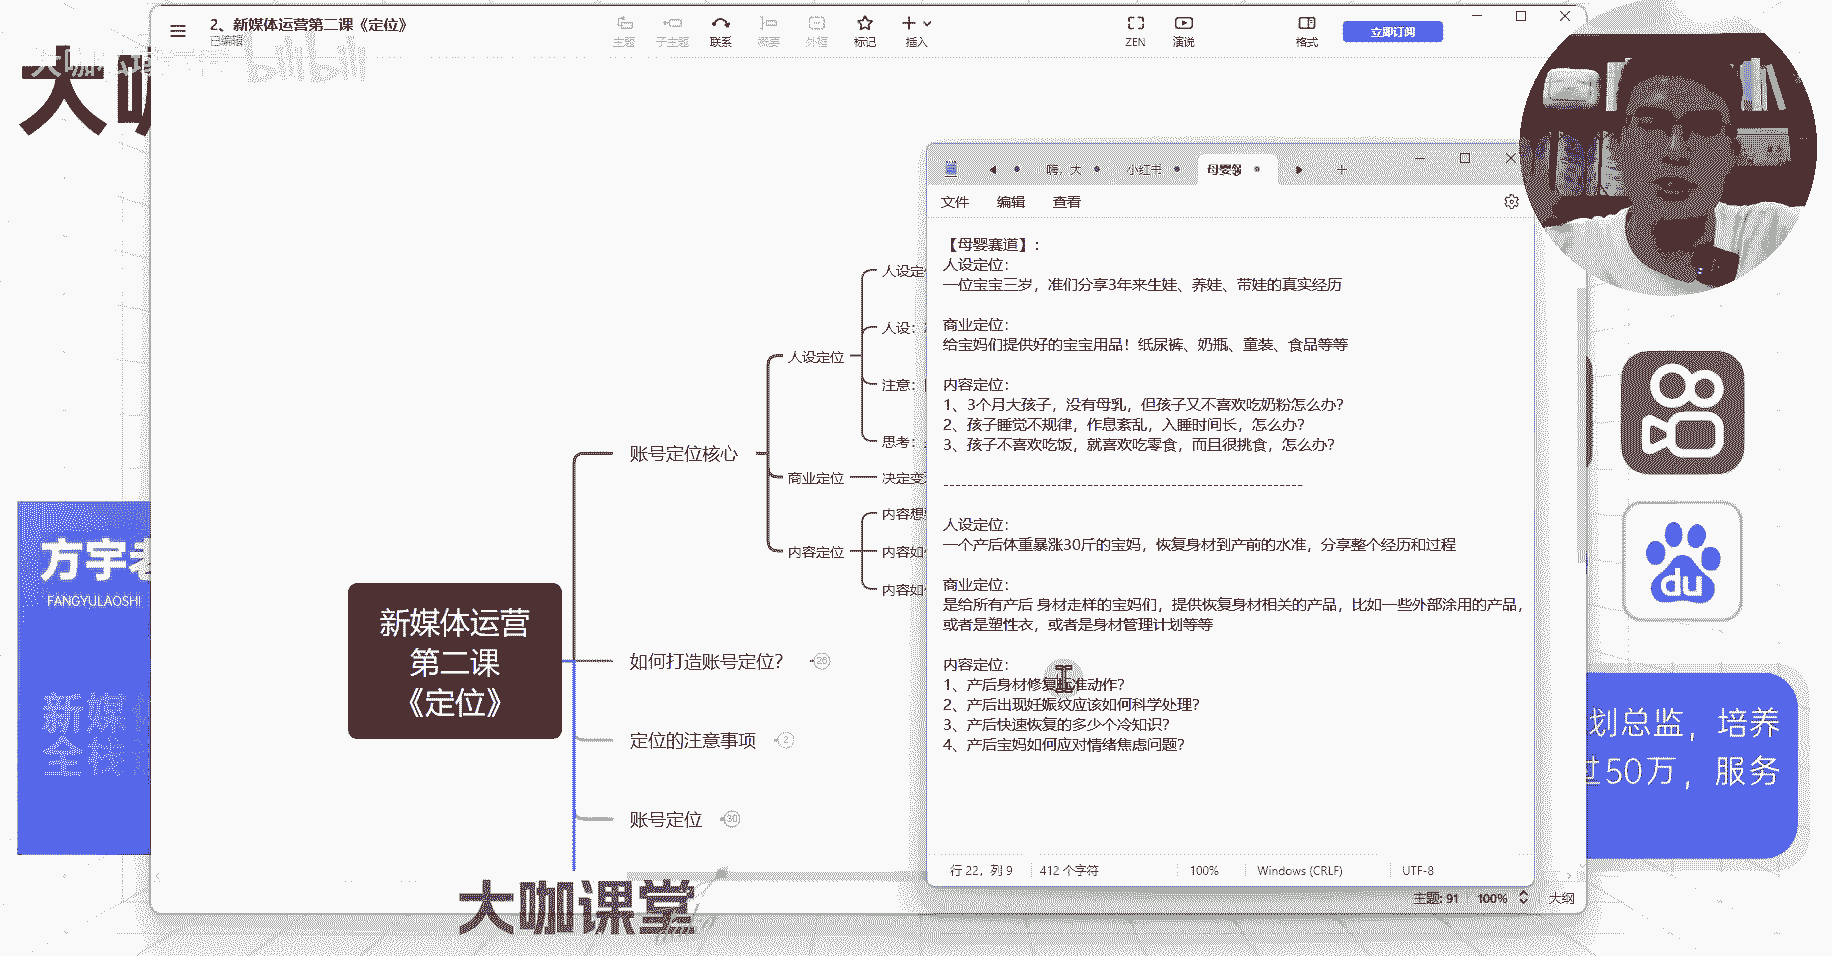 2、新媒体运营第二课《定位》
已编辑
主题
子主题
联系
概要
外框
标记
插入
ZEN
演说
格式
立即订阅
bilibili
大咖
嗨，大
小红书
母婴
文件
编辑
查看
【母婴赛道】：
人设定位：
一位宝宝三岁，准们分享3年来生娃、养娃、带娃的真实经历
商业定位：
给宝妈们提供好的宝宝用品！纸尿裤、奶瓶、童装、食品等等
内容定位：
1、3个月大孩子，没有母乳，但孩子又不喜欢吃奶粉怎么办？
2、孩子睡觉不规律，作息紊乱，入睡时间长，怎么办？
3、孩子不喜欢吃饭，就喜欢吃零食，而且很挑食，怎么办？
------------------------------------------------------------
人设定位：
一个产后体重暴涨30斤的宝妈，恢复身材到产前的水准，分享整个经历和过程
商业定位：
是给所有产后 身材走样的宝妈们，提供恢复身材相关的产品，比如一些外部涂用的产品，
或者是塑性衣，或者是身材管理计划等等
内容定位：
1、产后身材修复标准动作？
2、产后出现妊娠纹应该如何科学处理？
3、产后快速恢复的多少个冷知识？
4、产后宝妈如何应对情绪焦虑问题？
行 22，列 9
412 个字符
100%
Windows (CRLF)
UTF-8
人设定
人设：
注意：
思考：
人设定位
账号定位核心
商业定位
决定变
内容定位
内容想
内容如
内容如
新媒体运营
第二课
《定位》
如何打造账号定位？
26
定位的注意事项
2
账号定位
30
主题: 91
100%
大纲
方宇老
FANGYULAOSHI
新媒体
全栈
du
划总监，培养
过50万，服务
大咖课堂